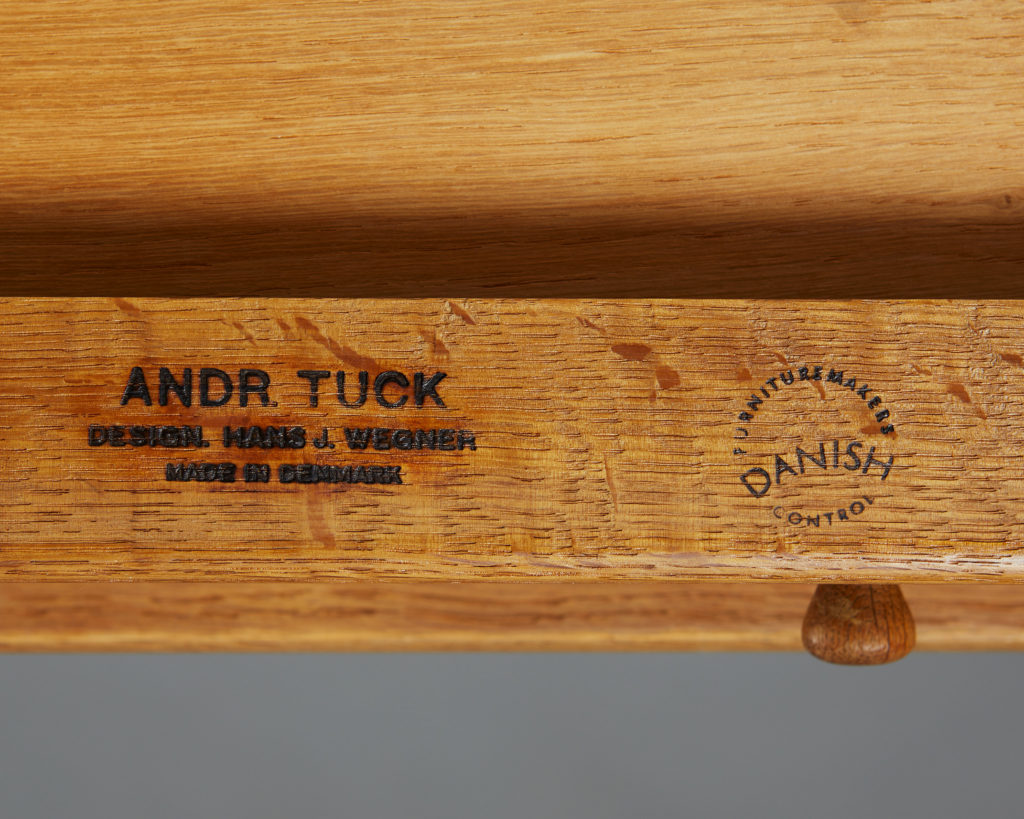 ANDR. TUCK
DESIGN. HANS J. WEGNER
MADE IN DENMARK
FURNITUREMAKERS
DANISH
CONTROL